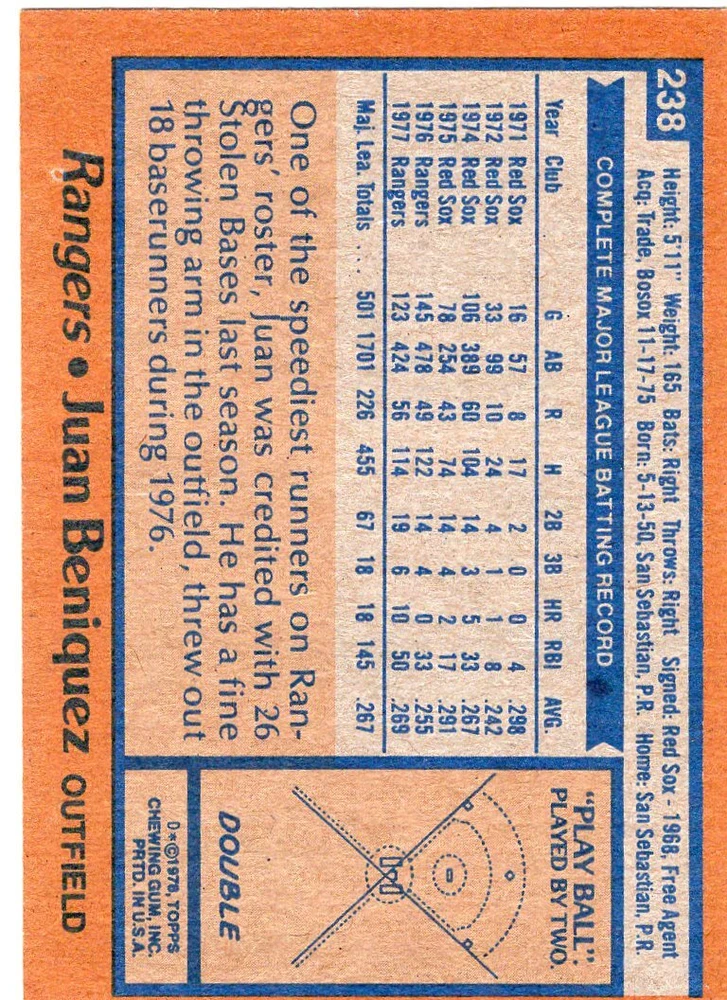 238
Height: 5'11" Weight: 165 Bats: Right Throws: Right Signed: Red Sox - 1968, Free Agent
Acq: Trade, Bosox 11-17-75 Born: 5-13-50, San Sebastian, P.R. Home: San Sebastian, P.R.
COMPLETE MAJOR LEAGUE BATTING RECORD
Year Club G AB R H 2B 3B HR RBI AVG.
1971 Red Sox 16 57 8 17 2 0 0 4 .298
1972 Red Sox 33 99 10 24 4 1 1 8 .242
1974 Red Sox 106 389 60 104 14 3 5 33 .267
1975 Red Sox 78 254 43 74 14 4 2 17 .291
1976 Rangers 145 478 49 122 14 4 0 33 .255
1977 Rangers 123 424 56 114 19 6 10 50 .269
Maj. Lea. Totals .... 501 1701 226 455 67 18 18 145 .267
One of the speediest runners on Ran-
gers' roster, Juan was credited with 26
Stolen Bases last season. He has a fine
throwing arm in the outfield, threw out
18 baserunners during 1976.
"PLAY BALL":
PLAYED BY TWO.
DOUBLE
D*©1978, TOPPS
CHEWING GUM, INC.
PRTD. IN U.S.A.
Rangers • Juan Beniquez OUTFIELD